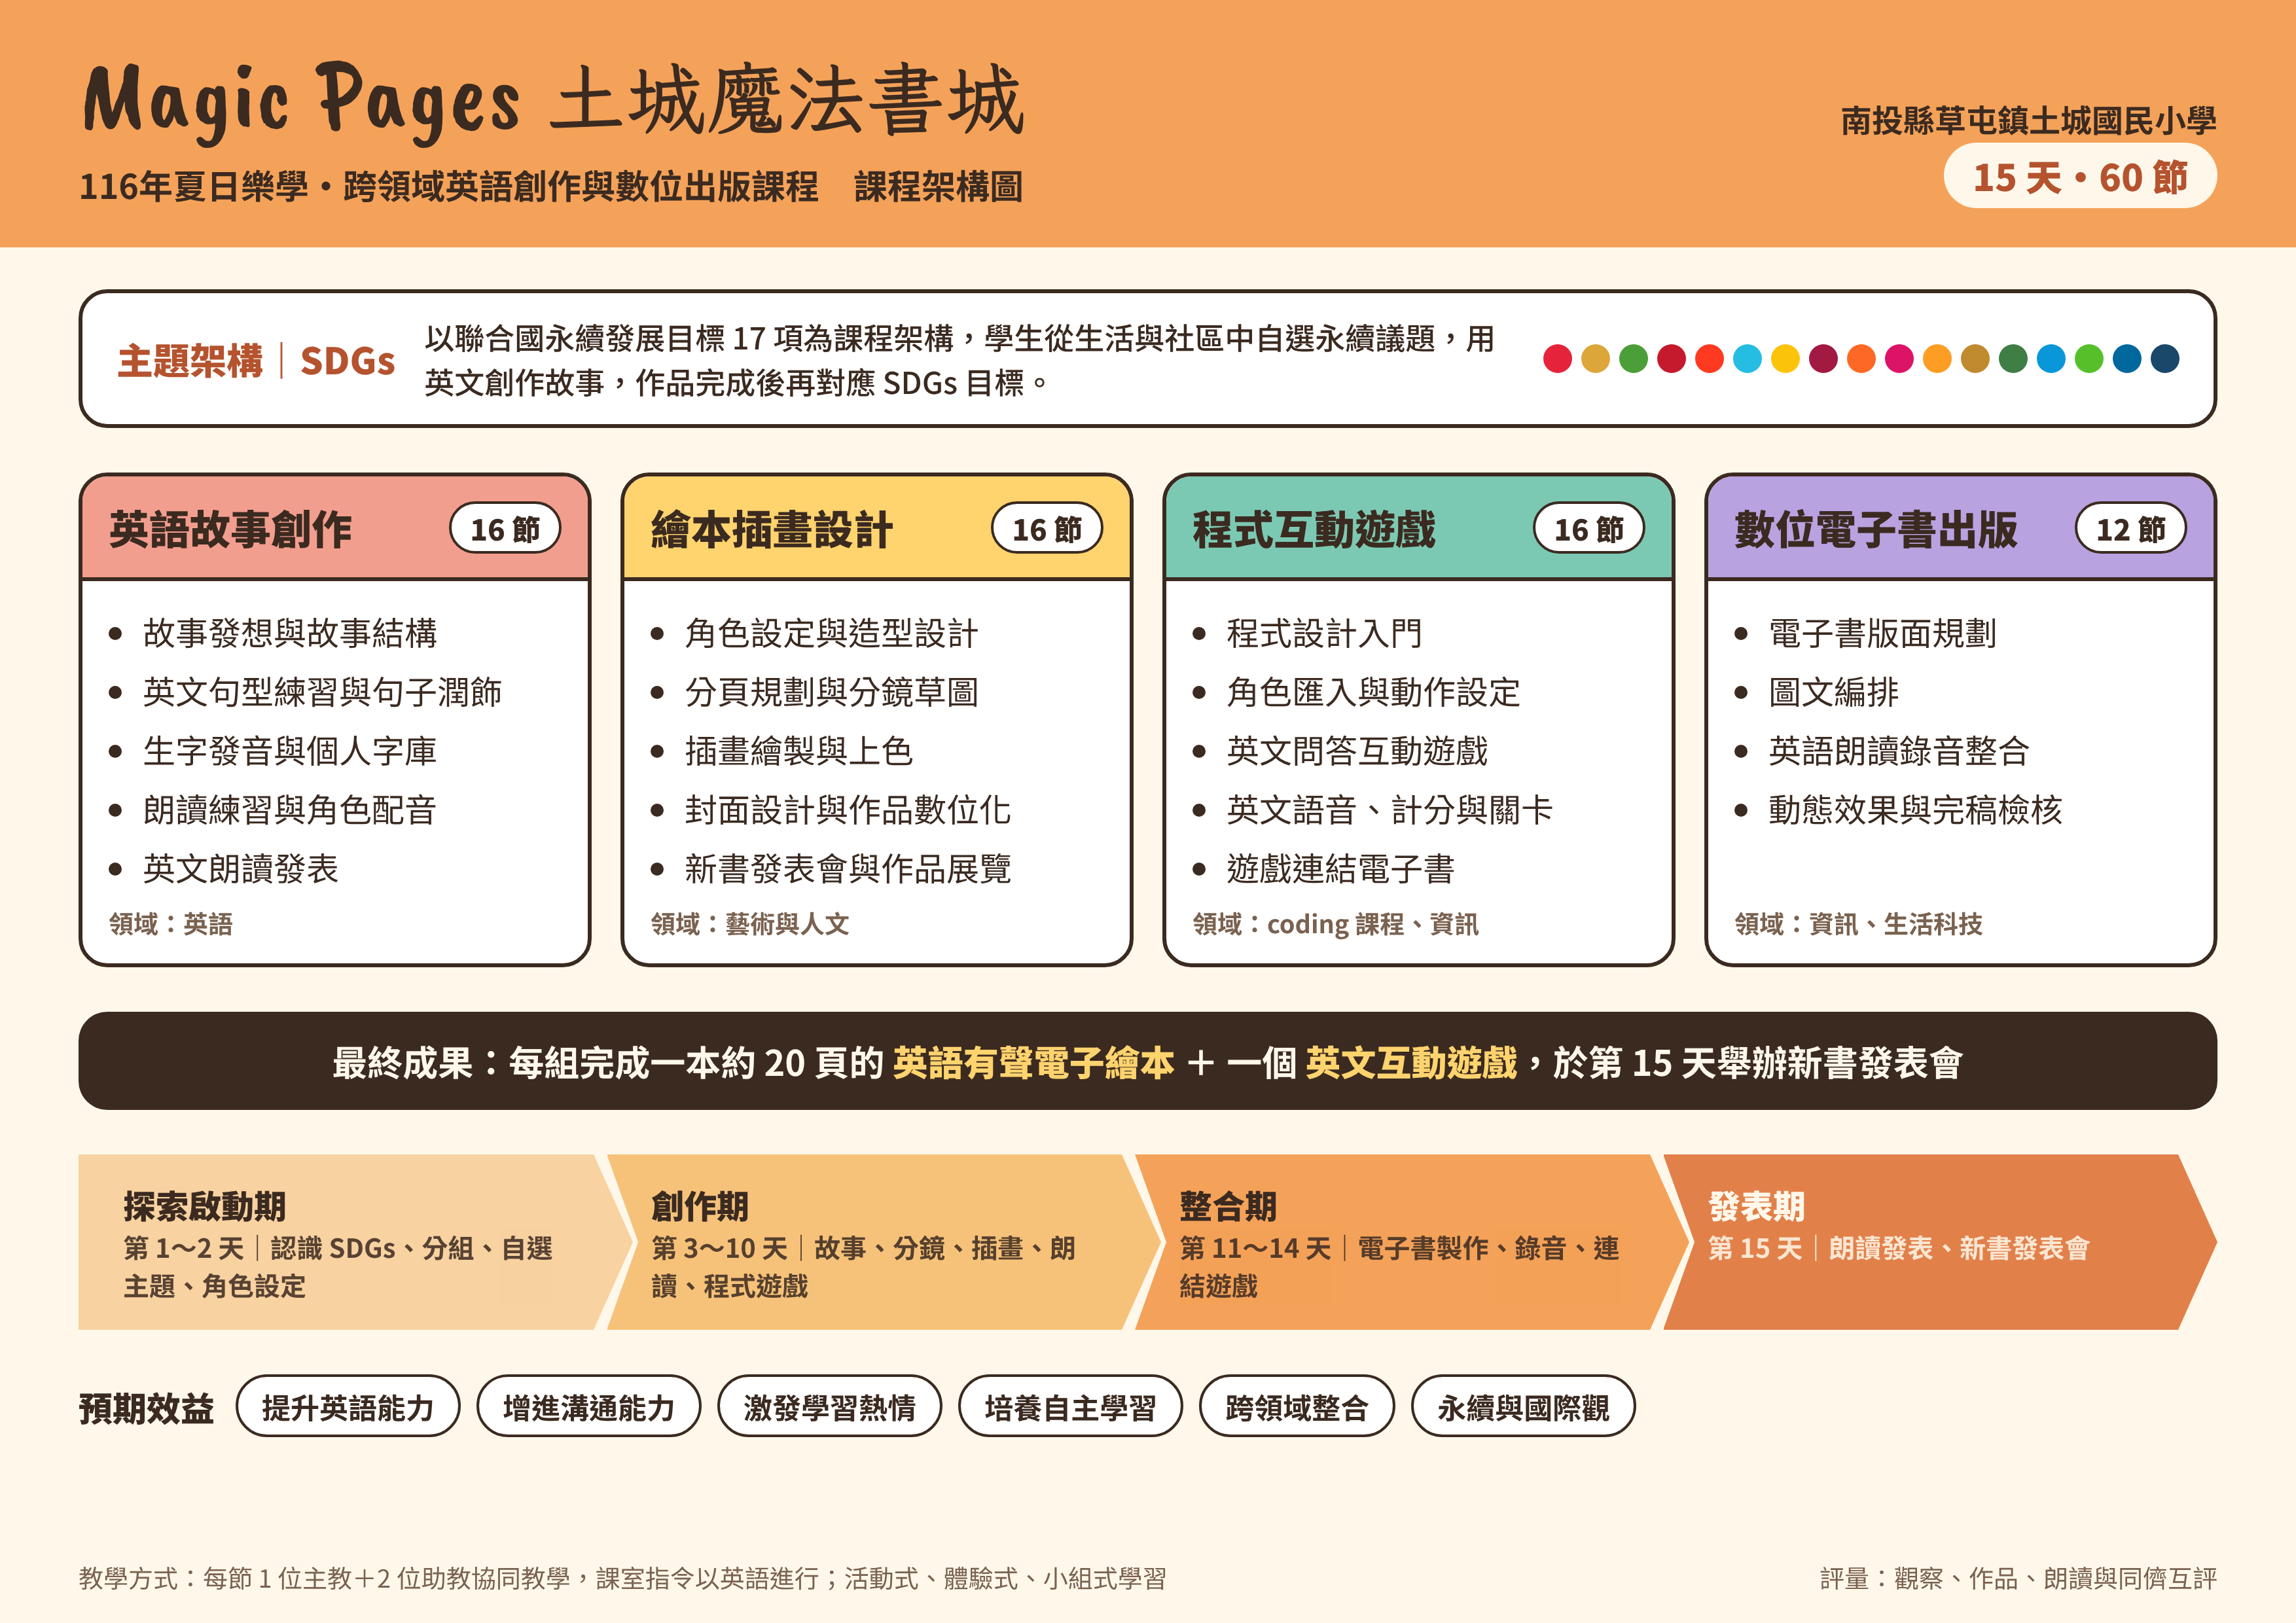 Magic Pages 土城魔法書城
116年夏日樂學・跨領域英語創作與數位出版課程　課程架構圖
南投縣草屯鎮土城國民小學
15 天・60 節
主題架構｜SDGs
以聯合國永續發展目標 17 項為課程架構，學生從生活與社區中自選永續議題，用
英文創作故事，作品完成後再對應 SDGs 目標。
英語故事創作
16 節
• 故事發想與故事結構
• 英文句型練習與句子潤飾
• 生字發音與個人字庫
• 朗讀練習與角色配音
• 英文朗讀發表
領域：英語
繪本插畫設計
16 節
• 角色設定與造型設計
• 分頁規劃與分鏡草圖
• 插畫繪製與上色
• 封面設計與作品數位化
• 新書發表會與作品展覽
領域：藝術與人文
程式互動遊戲
16 節
• 程式設計入門
• 角色匯入與動作設定
• 英文問答互動遊戲
• 英文語音、計分與關卡
• 遊戲連結電子書
領域：coding 課程、資訊
數位電子書出版
12 節
• 電子書版面規劃
• 圖文編排
• 英語朗讀錄音整合
• 動態效果與完稿檢核
領域：資訊、生活科技
最終成果：每組完成一本約 20 頁的 英語有聲電子繪本 ＋ 一個 英文互動遊戲，於第 15 天舉辦新書發表會
探索啟動期
第 1～2 天｜認識 SDGs、分組、自選
主題、角色設定
創作期
第 3～10 天｜故事、分鏡、插畫、朗
讀、程式遊戲
整合期
第 11～14 天｜電子書製作、錄音、連
結遊戲
發表期
第 15 天｜朗讀發表、新書發表會
預期效益
提升英語能力
增進溝通能力
激發學習熱情
培養自主學習
跨領域整合
永續與國際觀
教學方式：每節 1 位主教＋2 位助教協同教學，課室指令以英語進行；活動式、體驗式、小組式學習
評量：觀察、作品、朗讀與同儕互評